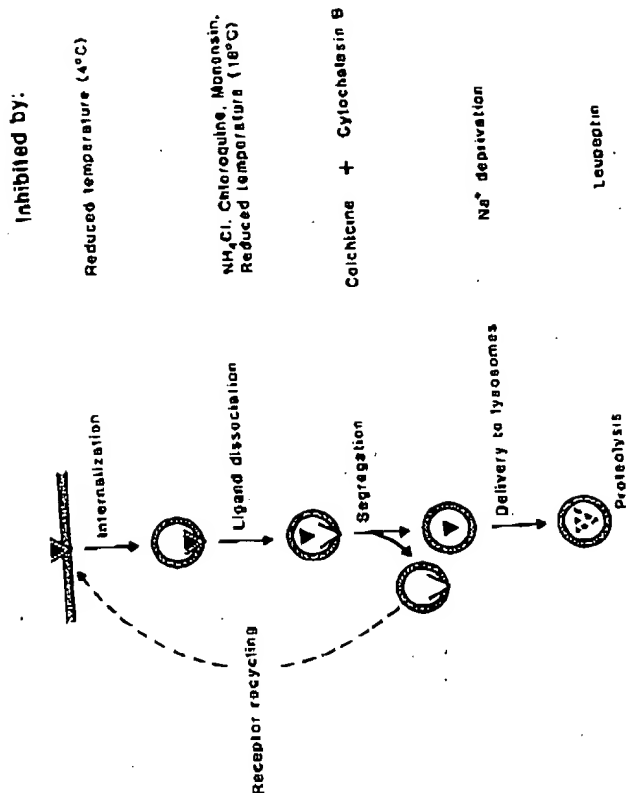 Inhibited by:
Internalization
Reduced temperature (4°C)
Ligand dissociation
NH₄Cl, Chloroquine, Monensin,
Reduced temperature (18°C)
Receptor recycling
Segregation
Colchicine + Cytochalasin B
Delivery to lysosomes
Na⁺ deprivation
Proteolysis
Leupeptin